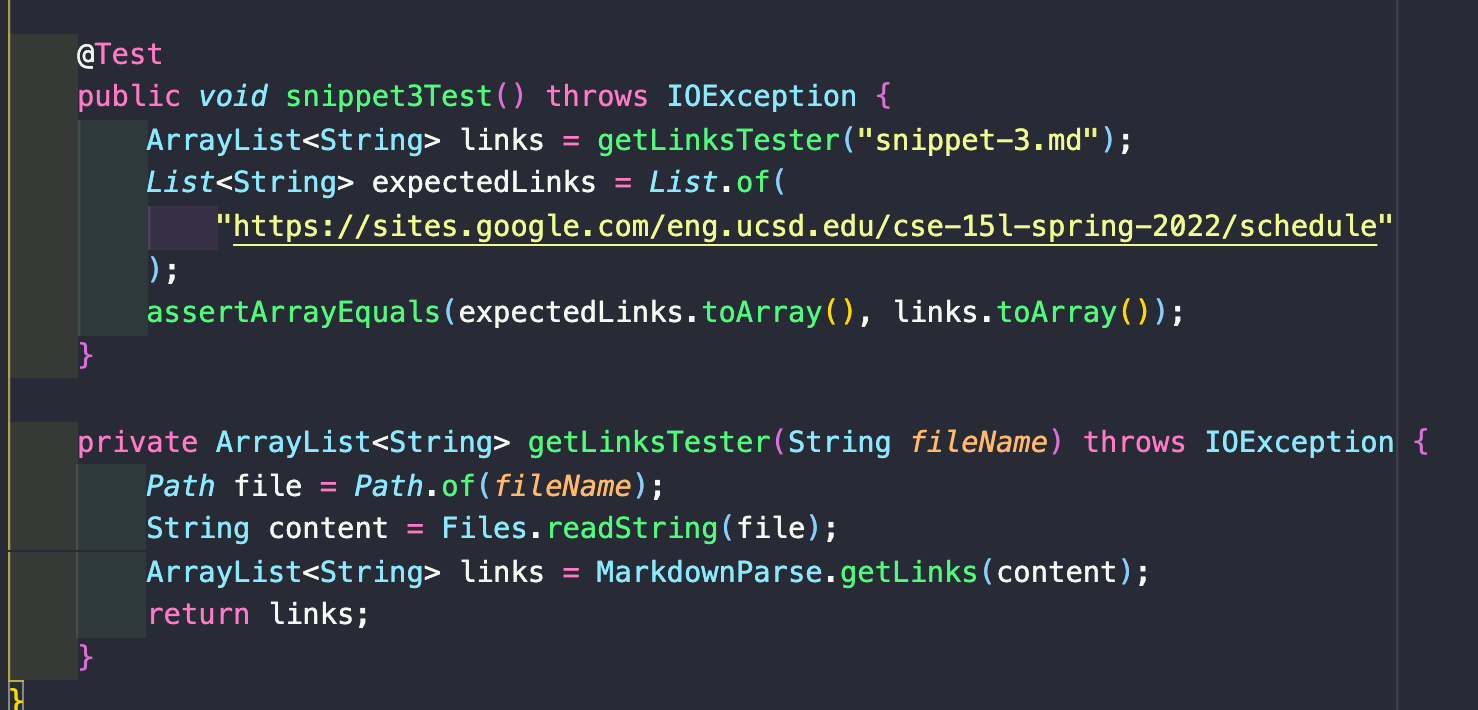 @Test
public void snippet3Test() throws IOException {
ArrayList<String> links = getLinksTester("snippet-3.md");
List<String> expectedLinks = List.of(
"https://sites.google.com/eng.ucsd.edu/cse-15l-spring-2022/schedule"
);
assertArrayEquals(expectedLinks.toArray(), links.toArray());
}
private ArrayList<String> getLinksTester(String fileName) throws IOException {
Path file = Path.of(fileName);
String content = Files.readString(file);
ArrayList<String> links = MarkdownParse.getLinks(content);
return links;
}
}